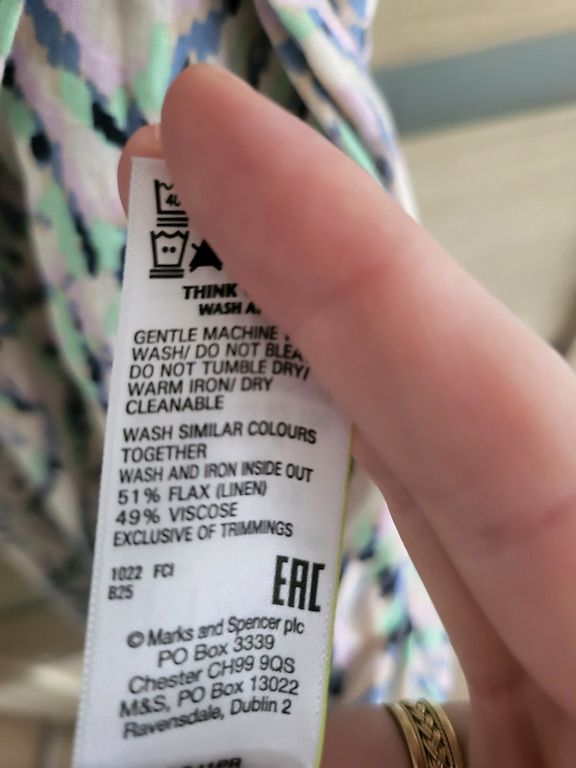 THINK
WASH
GENTLE MACHINE
WASH/ DO NOT BLEA
DO NOT TUMBLE DRY/
WARM IRON/ DRY
CLEANABLE
WASH SIMILAR COLOURS
TOGETHER
WASH AND IRON INSIDE OUT
51% FLAX (LINEN)
49% VISCOSE
EXCLUSIVE OF TRIMMINGS
1022 FCI
B25
EAC
© Marks and Spencer plc
PO Box 3339
Chester CH99 9QS
M&S, PO Box 13022
Ravensdale, Dublin 2